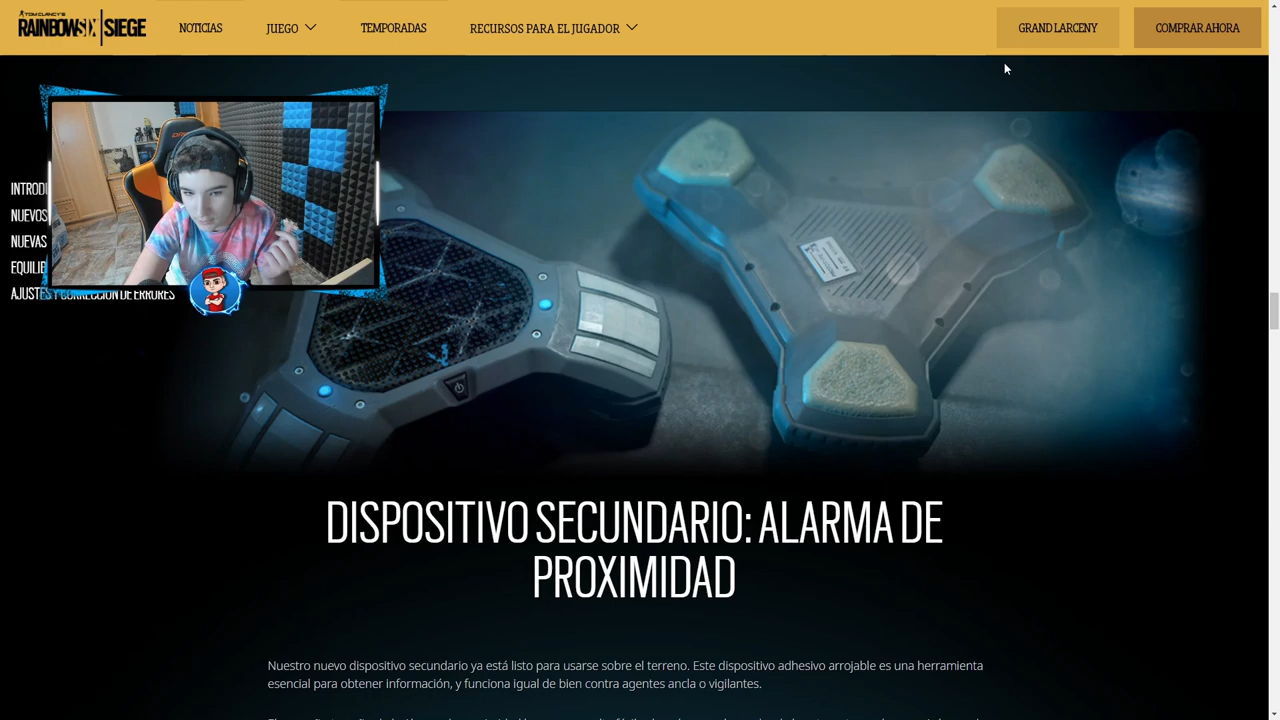 TOM CLANCY'S
RAINBOW SIX | SIEGE
NOTICIAS
JUEGO
TEMPORADAS
RECURSOS PARA EL JUGADOR
GRAND LARCENY
COMPRAR AHORA
INTRODU
NUEVOS
NUEVAS
EQUILIB
AJUSTES Y CORRECCIÓN DE ERRORES
DISPOSITIVO SECUNDARIO: ALARMA DE
PROXIMIDAD
Nuestro nuevo dispositivo secundario ya está listo para usarse sobre el terreno. Este dispositivo adhesivo arrojable es una herramienta
esencial para obtener información, y funciona igual de bien contra agentes ancla o vigilantes.